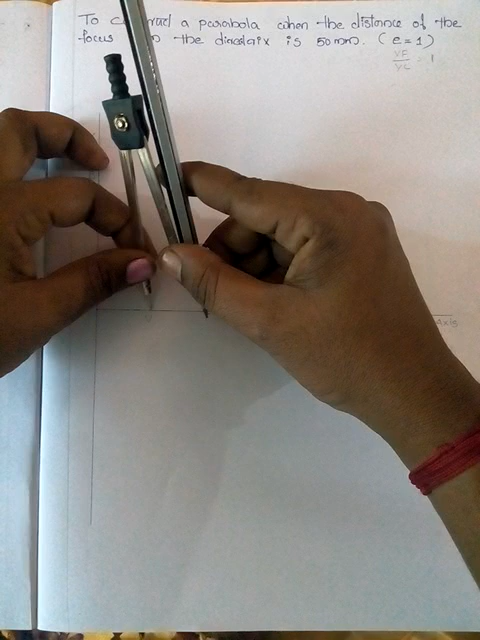 To a parabola when the distance of the
focus the directrix is 50mm. (e=1)
VF
VC = 1
Axis